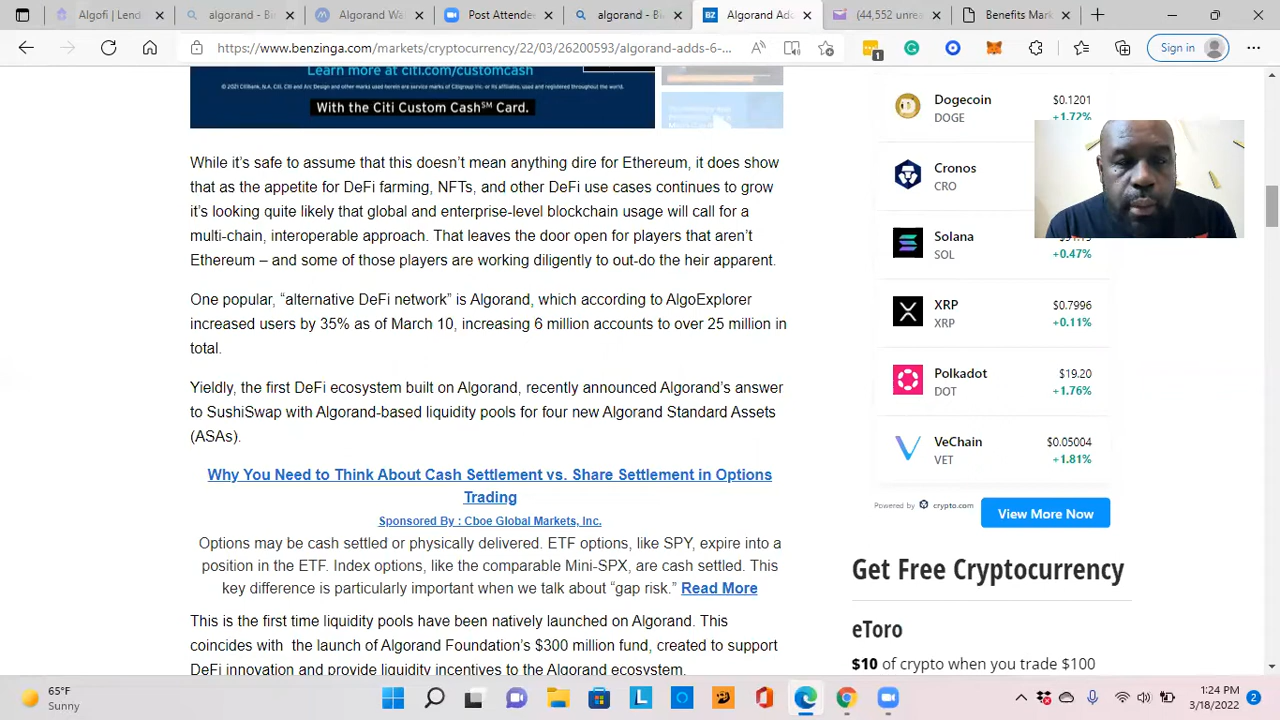 Algofi | Lendi
Algorand Wa
algorand - Se
Algorand Add
(44,552 unrea
Benefits Mark
https://www.benzinga.com/markets/cryptocurrency/22/03/26200593/algorand-adds-6-...
Sign in
1
Learn more at citi.com/customcash
With the Citi Custom Cash℠ Card.
While it’s safe to assume that this doesn’t mean anything dire for Ethereum, it does show
that as the appetite for DeFi farming, NFTs, and other DeFi use cases continues to grow
it’s looking quite likely that global and enterprise-level blockchain usage will call for a
multi-chain, interoperable approach. That leaves the door open for players that aren’t
Ethereum – and some of those players are working diligently to out-do the heir apparent.
One popular, “alternative DeFi network” is Algorand, which according to AlgoExplorer
increased users by 35% as of March 10, increasing 6 million accounts to over 25 million in
total.
Yieldly, the first DeFi ecosystem built on Algorand, recently announced Algorand’s answer
to SushiSwap with Algorand-based liquidity pools for four new Algorand Standard Assets
(ASAs).
Why You Need to Think About Cash Settlement vs. Share Settlement in Options
Trading
Sponsored By : Cboe Global Markets, Inc.
Options may be cash settled or physically delivered. ETF options, like SPY, expire into a
position in the ETF. Index options, like the comparable Mini-SPX, are cash settled. This
key difference is particularly important when we talk about “gap risk.” Read More
This is the first time liquidity pools have been natively launched on Algorand. This
coincides with the launch of Algorand Foundation’s $300 million fund, created to support
DeFi innovation and provide liquidity incentives to the Algorand ecosystem.
Dogecoin $0.1201
DOGE +1.72%
Cronos
CRO
Solana
SOL +0.47%
XRP $0.7996
XRP +0.11%
Polkadot $19.20
DOT +1.76%
VeChain $0.05004
VET +1.81%
Powered by crypto.com
View More Now
Get Free Cryptocurrency
eToro
$10 of crypto when you trade $100
65°F
Sunny
1:24 PM
3/18/2022
2